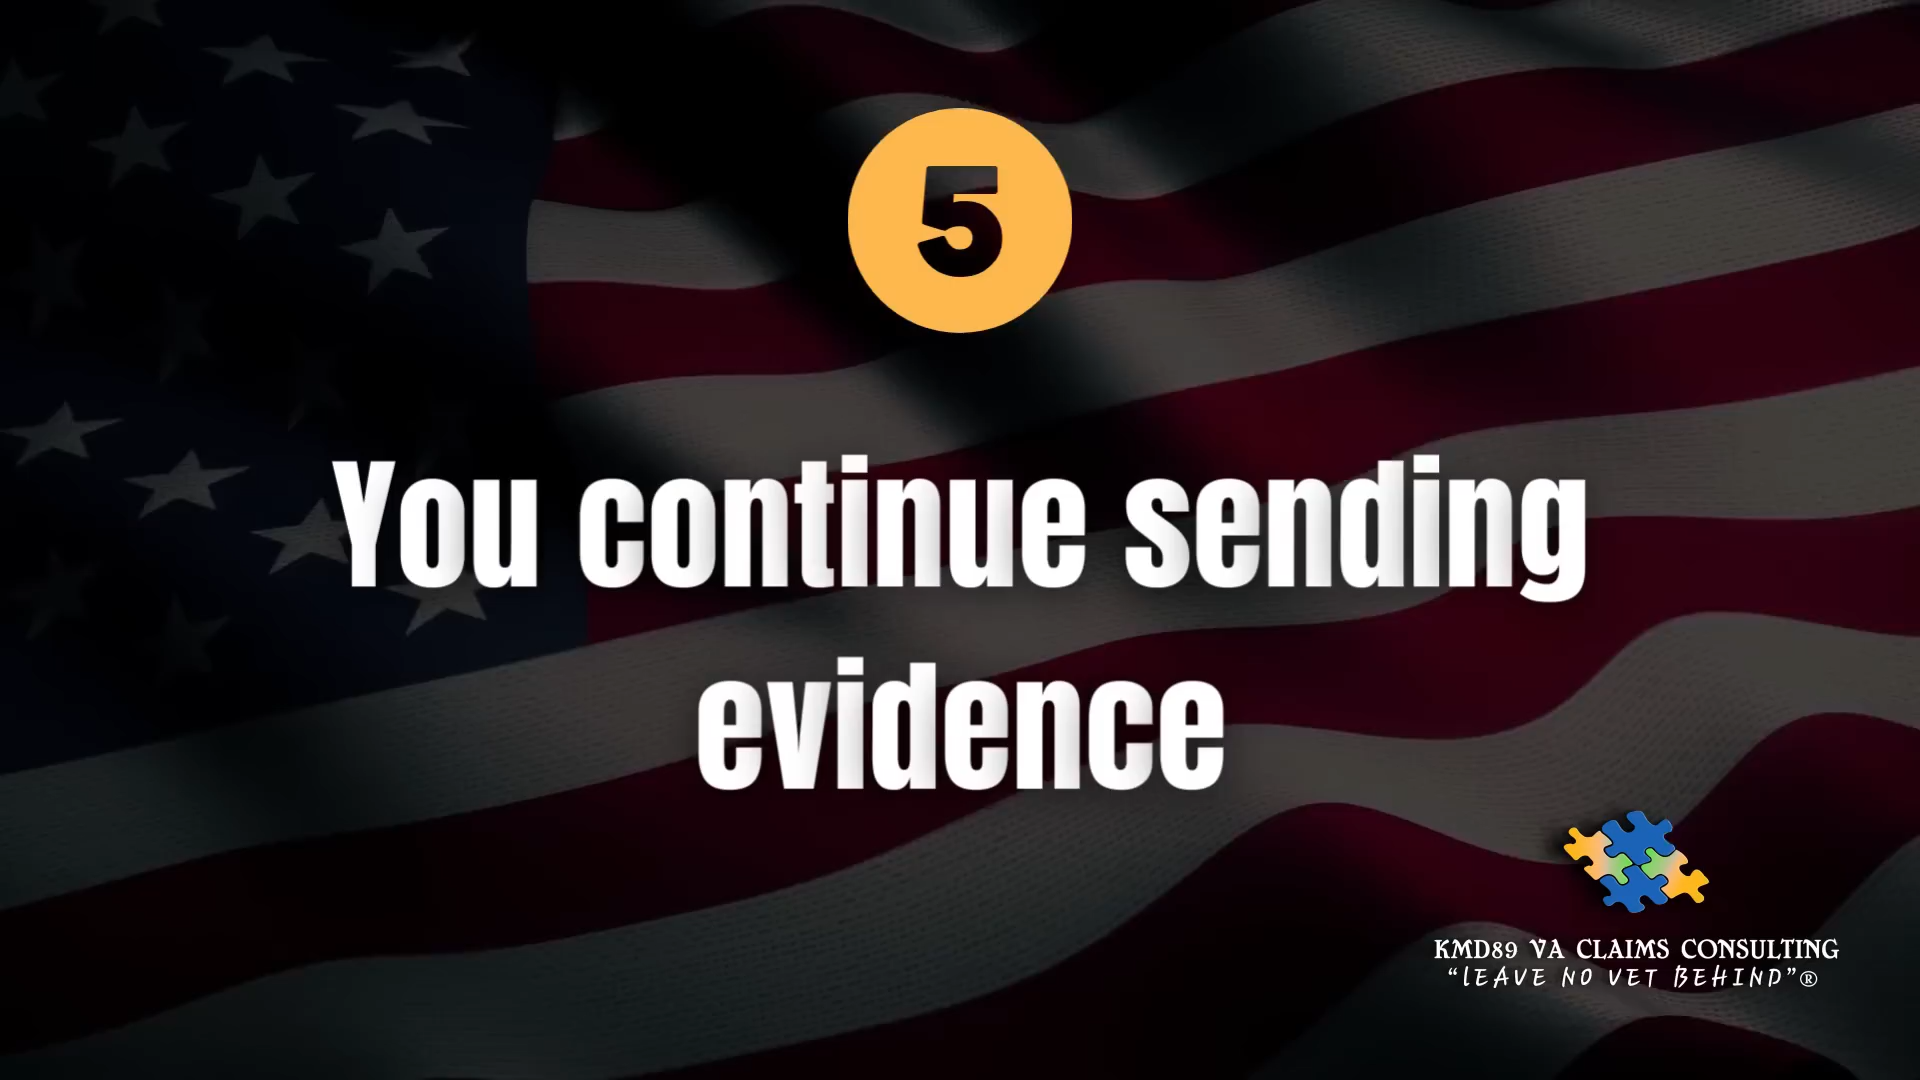 5
You continue sending
evidence
KMD89 VA CLAIMS CONSULTING
“LEAVE NO VET BEHIND”®